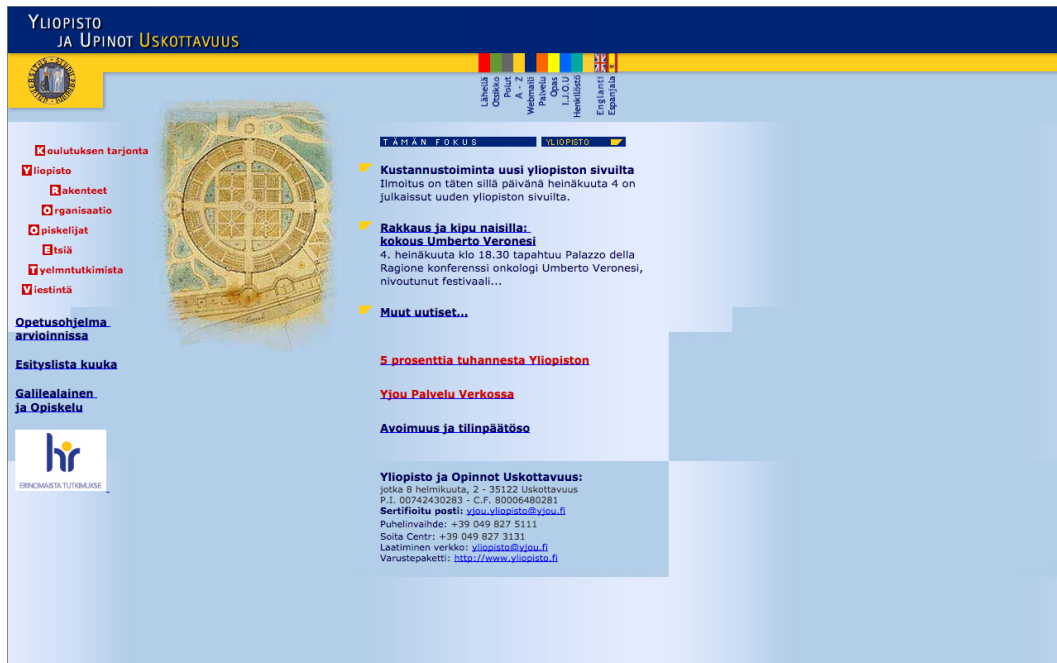 YLIOPISTO
JA UPINOT USKOTTAVUUS
Lähellä
Otsikko
Polut
A - Z
Webmaili
Palvelu
Opas
I.J.O.U
Henkilöstö
Englanti
Espanjala
Koulutuksen tarjonta
Yliopisto
Rakenteet
Organisaatio
Opiskelijat
Etsiä
Tyelmntutkimista
Viestintä
Opetusohjelma
arvioinnissa
Esityslista kuuka
Galilealainen
ja Opiskelu
hr
ERINOMAISTA TUTKIMUKSE
TÄMÄN FOKUS
YLIOPISTO
Kustannustoiminta uusi yliopiston sivuilta
Ilmoitus on täten sillä päivänä heinäkuuta 4 on
julkaissut uuden yliopiston sivuilta.
Rakkaus ja kipu naisilla:
kokous Umberto Veronesi
4. heinäkuuta klo 18.30 tapahtuu Palazzo della
Ragione konferenssi onkologi Umberto Veronesi,
nivoutunut festivaali...
Muut uutiset...
5 prosenttia tuhannesta Yliopiston
Yjou Palvelu Verkossa
Avoimuus ja tilinpäätöso
Yliopisto ja Opinnot Uskottavuus:
jotka 8 helmikuuta, 2 - 35122 Uskottavuus
P.I. 00742430283 - C.F. 80006480281
Sertifioitu posti: yjou.yliopisto@yjou.fi
Puhelinvaihde: +39 049 827 5111
Soita Centr: +39 049 827 3131
Laatiminen verkko: yliopisto@yjou.fi
Varustepaketti: http://www.yliopisto.fi